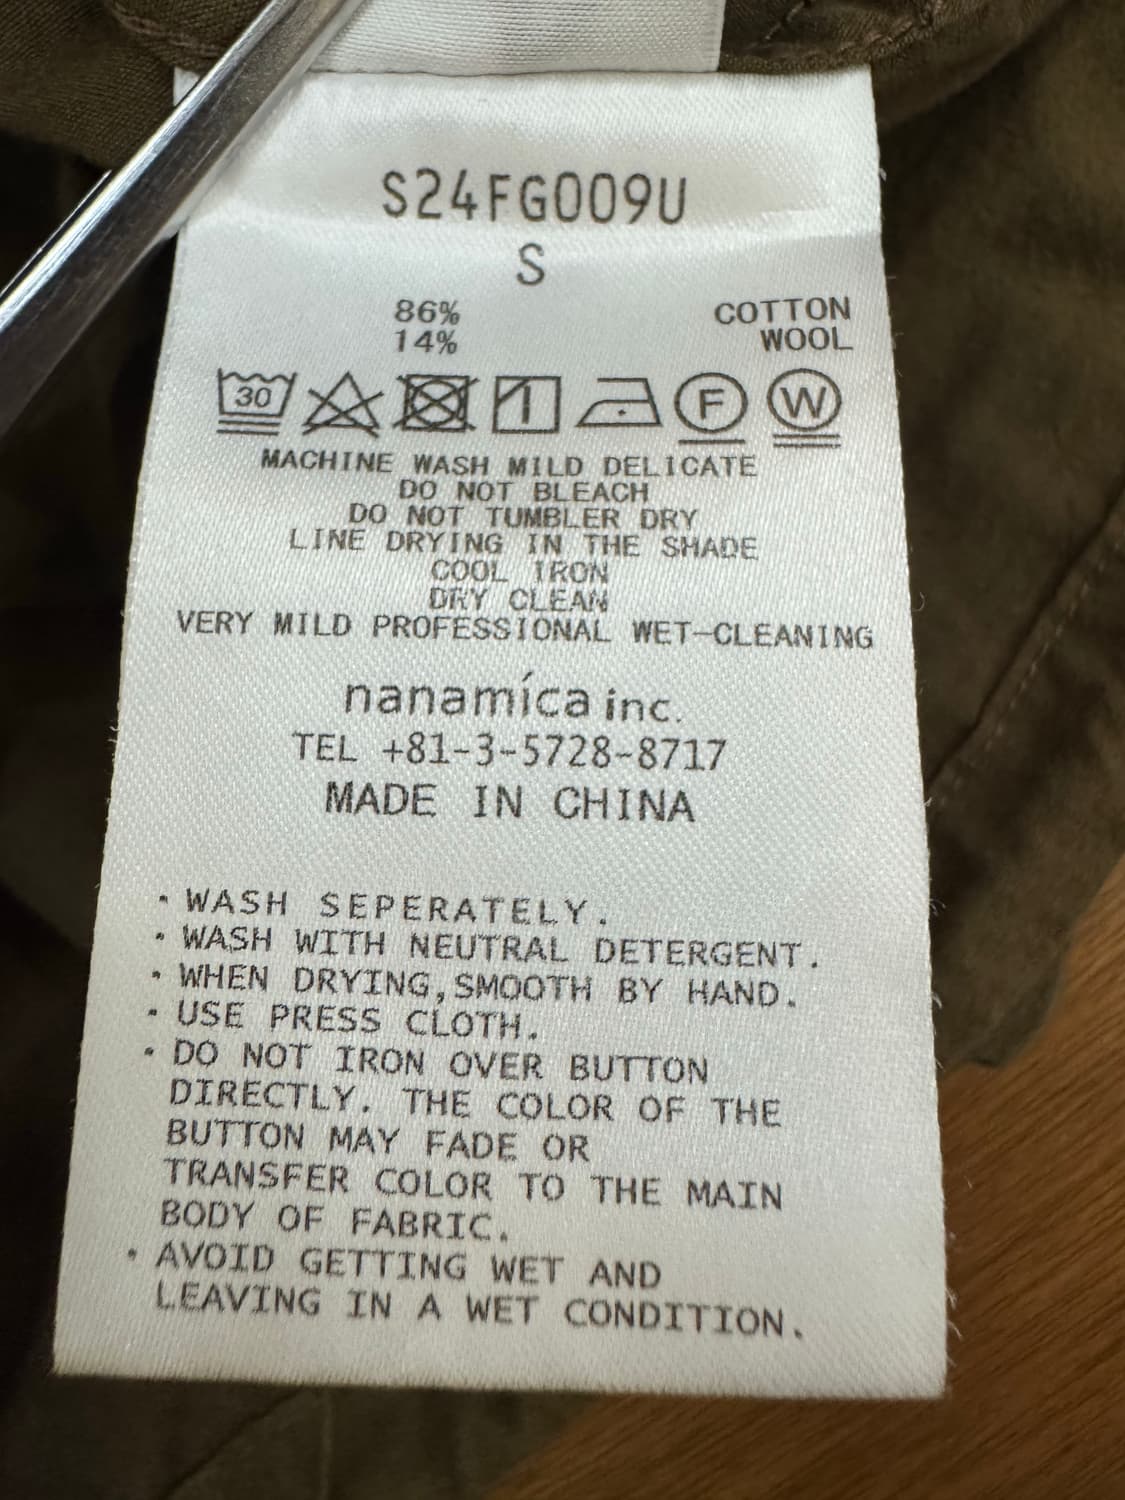 S24FG009U
S
86% COTTON
14% WOOL
30 F W
MACHINE WASH MILD DELICATE
DO NOT BLEACH
DO NOT TUMBLER DRY
LINE DRYING IN THE SHADE
COOL IRON
DRY CLEAN
VERY MILD PROFESSIONAL WET-CLEANING
nanamíca inc.
TEL +81-3-5728-8717
MADE IN CHINA
・WASH SEPERATELY.
・WASH WITH NEUTRAL DETERGENT.
・WHEN DRYING,SMOOTH BY HAND.
・USE PRESS CLOTH.
・DO NOT IRON OVER BUTTON
DIRECTLY. THE COLOR OF THE
BUTTON MAY FADE OR
TRANSFER COLOR TO THE MAIN
BODY OF FABRIC.
・AVOID GETTING WET AND
LEAVING IN A WET CONDITION.